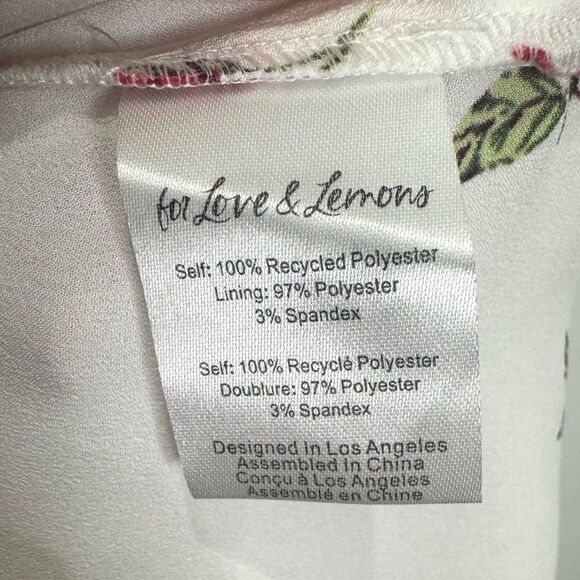 for Love & Lemons
Self: 100% Recycled Polyester
Lining: 97% Polyester
3% Spandex
Self: 100% Recyclé Polyester
Doublure: 97% Polyester
3% Spandex
Designed in Los Angeles
Assembled in China
Conçu à Los Angeles
Assemblé en Chine